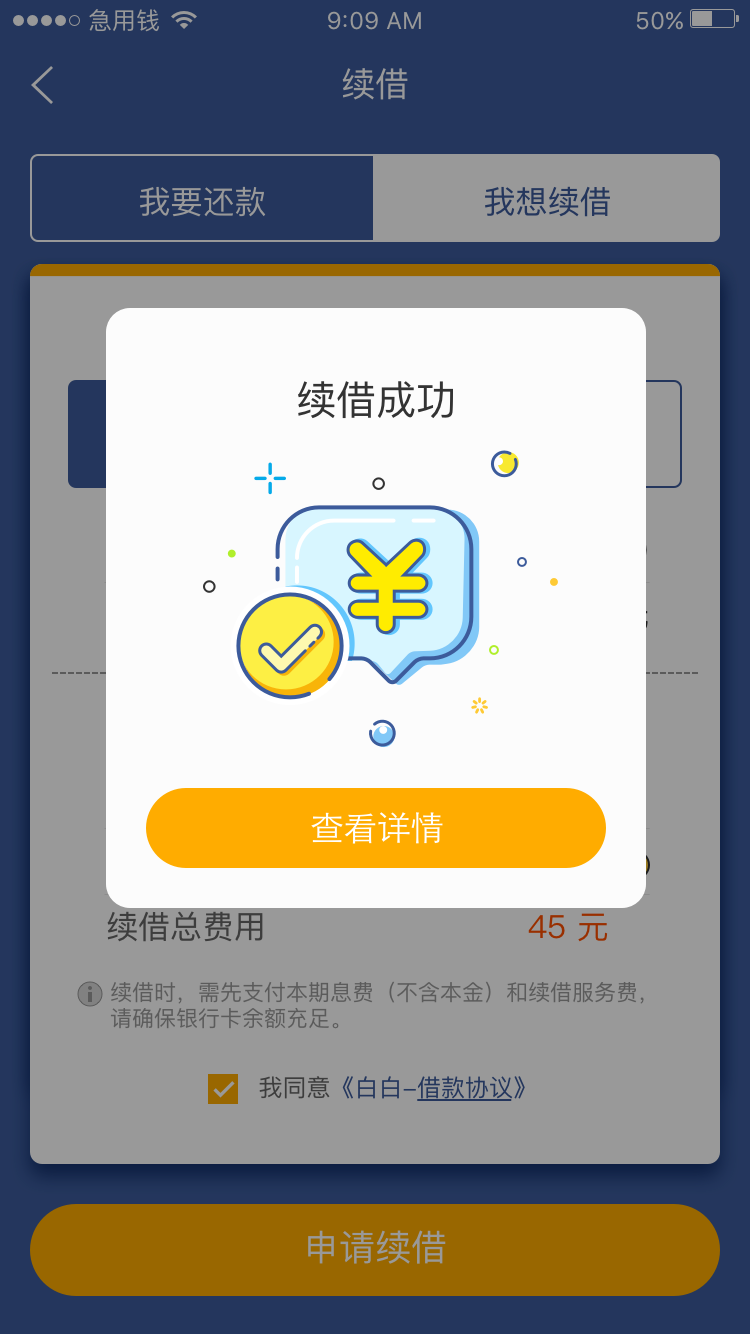 急用钱
9:09 AM
50%
续借
我要还款
我想续借
续借成功
¥
查看详情
续借总费用
45 元
续借时，需先支付本期息费（不含本金）和续借服务费，
请确保银行卡余额充足。
我同意《白白–借款协议》
申请续借